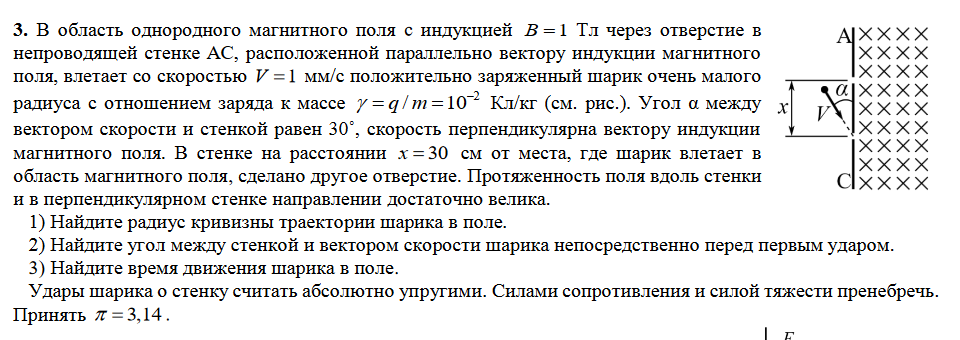 3. В область однородного магнитного поля с индукцией B = 1 Тл через отверстие в
непроводящей стенке АС, расположенной параллельно вектору индукции магнитного
поля, влетает со скоростью V = 1 мм/с положительно заряженный шарик очень малого
радиуса с отношением заряда к массе γ = q / m = 10⁻² Кл/кг (см. рис.). Угол α между
вектором скорости и стенкой равен 30˚, скорость перпендикулярна вектору индукции
магнитного поля. В стенке на расстоянии x = 30 см от места, где шарик влетает в
область магнитного поля, сделано другое отверстие. Протяженность поля вдоль стенки
и в перпендикулярном стенке направлении достаточно велика.
1) Найдите радиус кривизны траектории шарика в поле.
2) Найдите угол между стенкой и вектором скорости шарика непосредственно перед первым ударом.
3) Найдите время движения шарика в поле.
Удары шарика о стенку считать абсолютно упругими. Силами сопротивления и силой тяжести пренебречь.
Принять π = 3,14 .
A
α
x
V
C
F